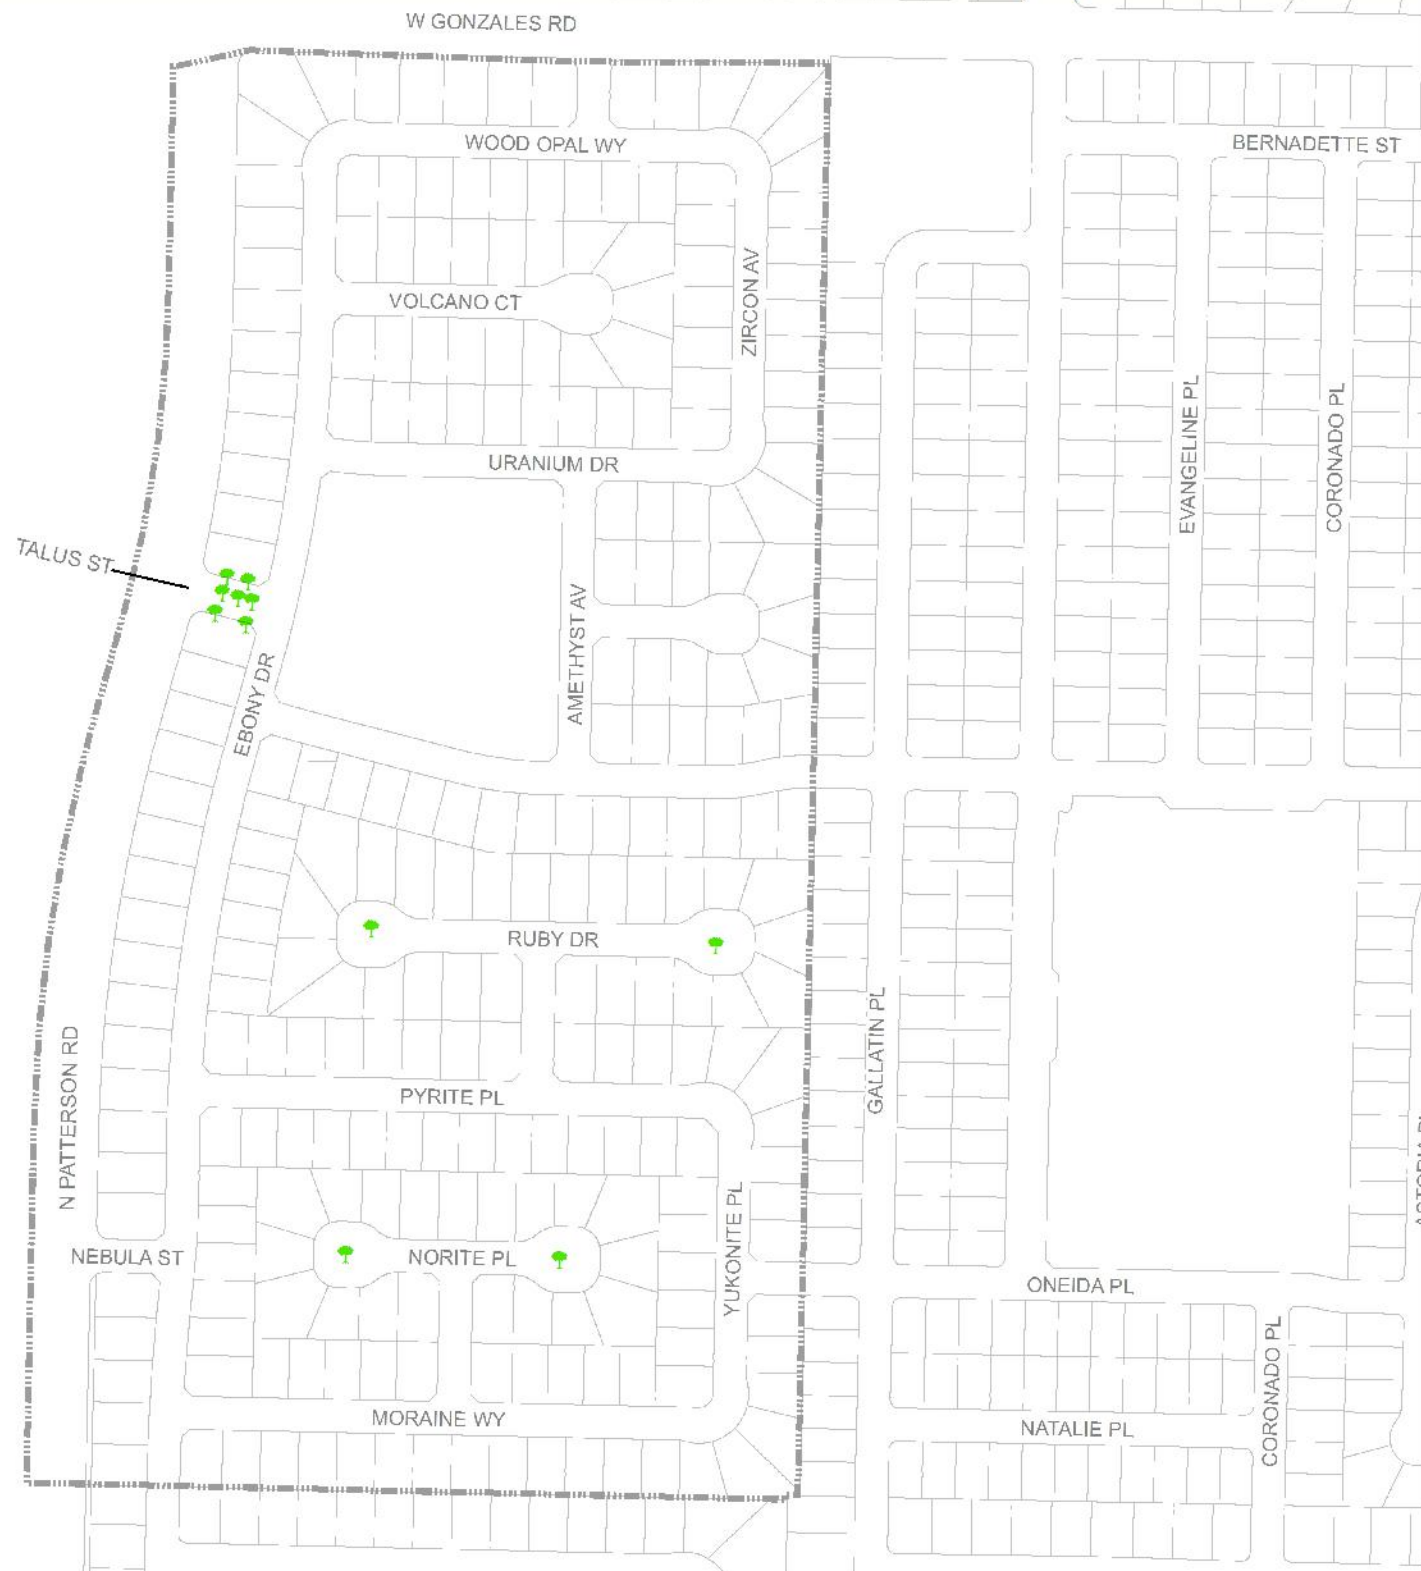 W GONZALES RD
WOOD OPAL WY
BERNADETTE ST
VOLCANO CT
ZIRCON AV
EVANGELINE PL
CORONADO PL
URANIUM DR
TALUS ST
AMETHYST AV
EBONY DR
RUBY DR
GALLATIN PL
N PATTERSON RD
PYRITE PL
YUKONITE PL
NEBULA ST
NORITE PL
ONEIDA PL
CORONADO PL
MORAINE WY
NATALIE PL